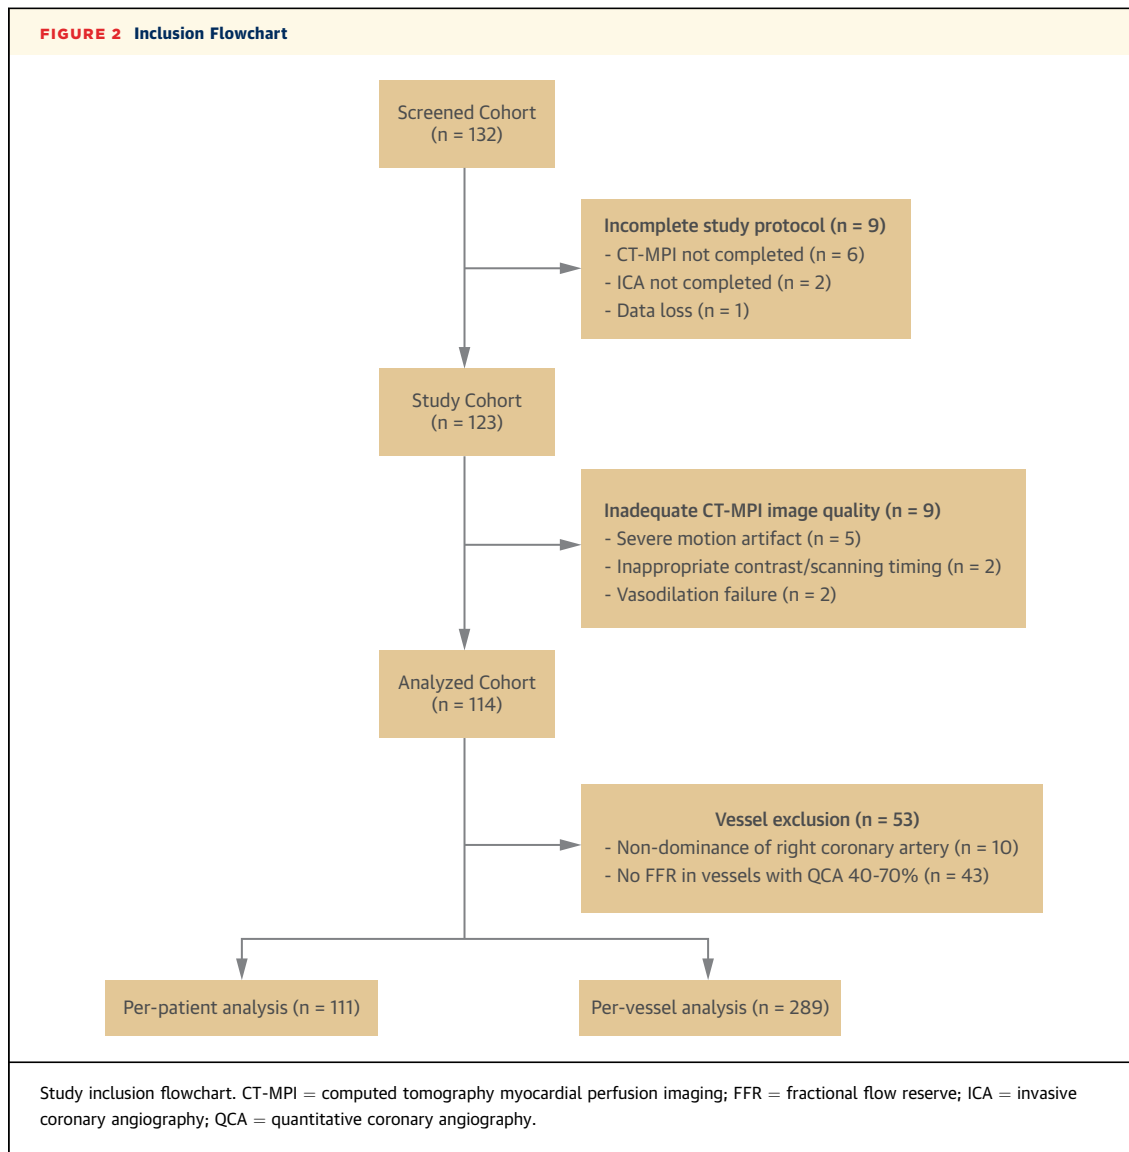 FIGURE 2 Inclusion Flowchart
Screened Cohort
(n = 132)
Incomplete study protocol (n = 9)
- CT-MPI not completed (n = 6)
- ICA not completed (n = 2)
- Data loss (n = 1)
Study Cohort
(n = 123)
Inadequate CT-MPI image quality (n = 9)
- Severe motion artifact (n = 5)
- Inappropriate contrast/scanning timing (n = 2)
- Vasodilation failure (n = 2)
Analyzed Cohort
(n = 114)
Vessel exclusion (n = 53)
- Non-dominance of right coronary artery (n = 10)
- No FFR in vessels with QCA 40-70% (n = 43)
Per-patient analysis (n = 111)
Per-vessel analysis (n = 289)
Study inclusion flowchart. CT-MPI = computed tomography myocardial perfusion imaging; FFR = fractional flow reserve; ICA = invasive
coronary angiography; QCA = quantitative coronary angiography.